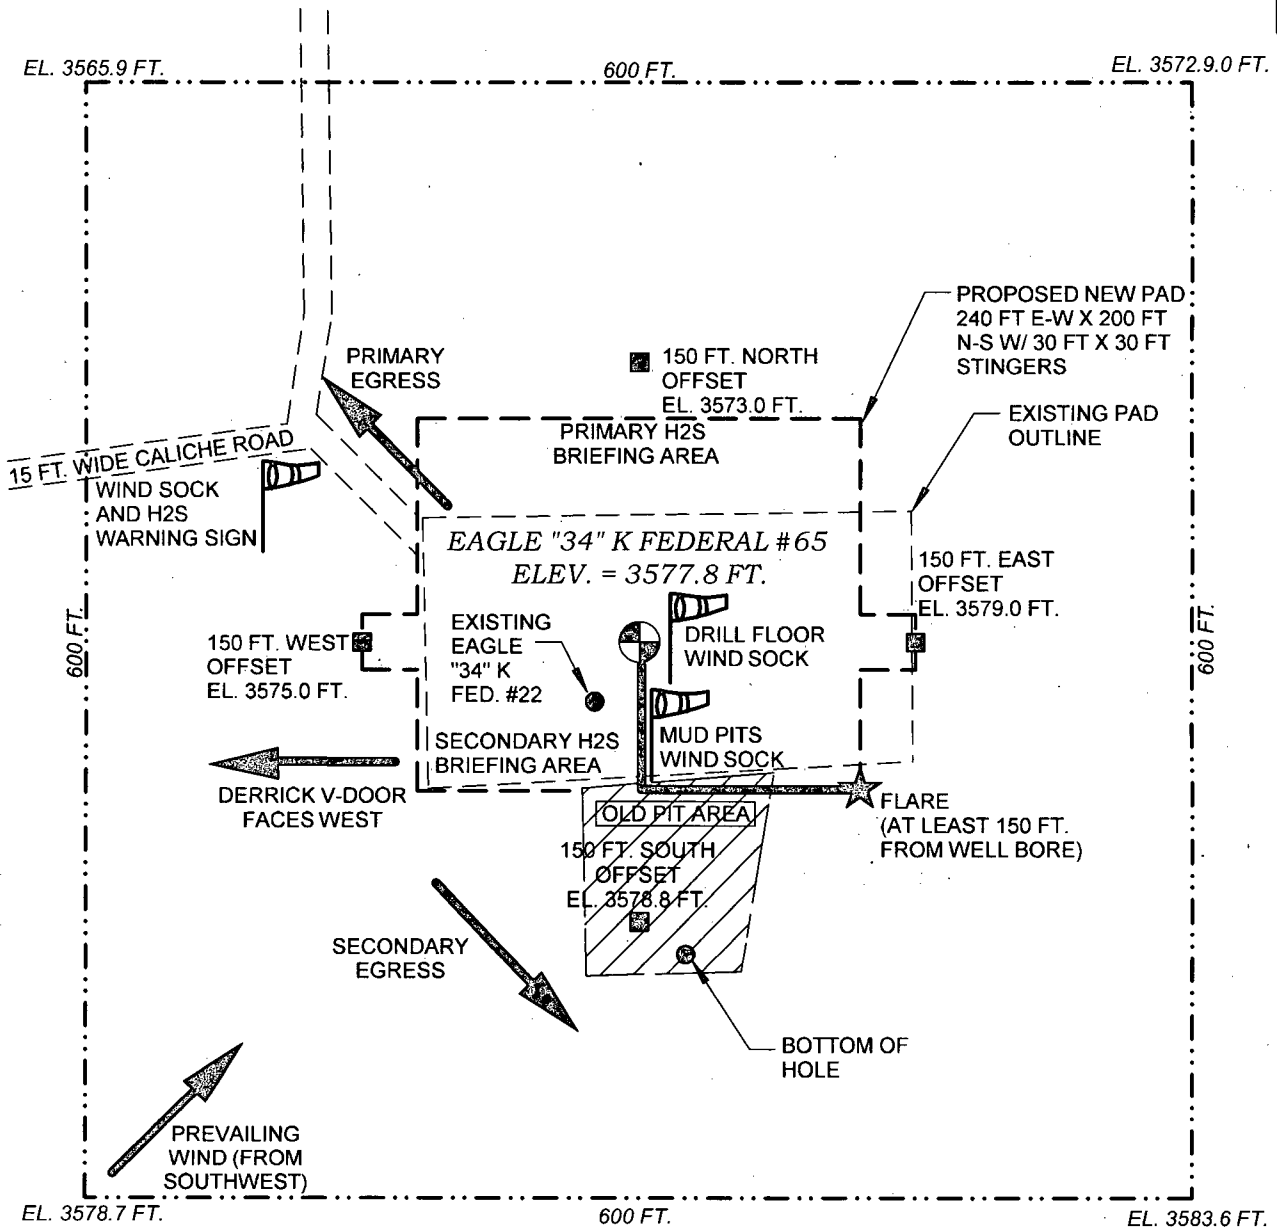 EL. 3565.9 FT.
600 FT.
EL. 3572.9.0 FT.
PROPOSED NEW PAD
240 FT E-W X 200 FT
N-S W/ 30 FT X 30 FT
STINGERS
PRIMARY
EGRESS
150 FT. NORTH
OFFSET
EL. 3573.0 FT.
EXISTING PAD
OUTLINE
PRIMARY H2S
BRIEFING AREA
15 FT. WIDE CALICHE ROAD
WIND SOCK
AND H2S
WARNING SIGN
EAGLE "34" K FEDERAL #65
ELEV. = 3577.8 FT.
150 FT. EAST
OFFSET
EL. 3579.0 FT.
600 FT.
600 FT.
150 FT. WEST
OFFSET
EL. 3575.0 FT.
EXISTING
EAGLE
"34" K
FED. #22
DRILL FLOOR
WIND SOCK
MUD PITS
WIND SOCK
SECONDARY H2S
BRIEFING AREA
DERRICK V-DOOR
FACES WEST
OLD PIT AREA
FLARE
(AT LEAST 150 FT.
FROM WELL BORE)
150 FT. SOUTH
OFFSET
EL. 3578.8 FT.
SECONDARY
EGRESS
BOTTOM OF
HOLE
PREVAILING
WIND (FROM
SOUTHWEST)
EL. 3578.7 FT.
600 FT.
EL. 3583.6 FT.